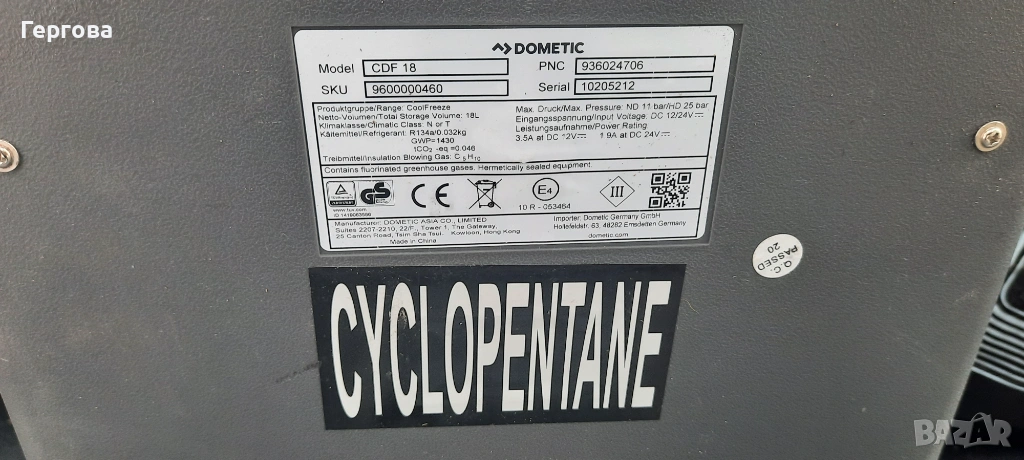 Гергова
DOMETIC
Model CDF 18 PNC 936024706
SKU 9600000460 Serial 10205212
Produktgruppe/Range: CoolFreeze
Netto-Volumen/Total Storage Volume: 18L
Klimaklasse/Climatic Class: N or T
Kältemittel/Refrigerant: R134a/0.032kg
GWP=1430
tCO2 -eq =0.046
Treibmittel/Insulation Blowing Gas: C5H10
Max. Druck/Max. Pressure: ND 11 bar/HD 25 bar
Eingangsspannung/Input Voltage: DC 12/24V
Leistungsaufnahme/Power Rating
3.5A at DC 12V 1.9A at DC 24V
Contains fluorinated greenhouse gases. Hermetically sealed equipment.
GS CE E4 III
www.tuv.com
10 R - 053464
Manufacturer: DOMETIC ASIA CO., LIMITED
Suites 2207-2210, 22/F., Tower 1, The Gateway,
25 Canton Road, Tsim Sha Tsui, Kowloon, Hong Kong
Made in China
Importer: Dometic Germany GmbH
Hollefeldstr. 63, 48282 Emsdetten Germany
dometic.com
Q.C.
PASSED
20
CYCLOPENTANE
BAZAR